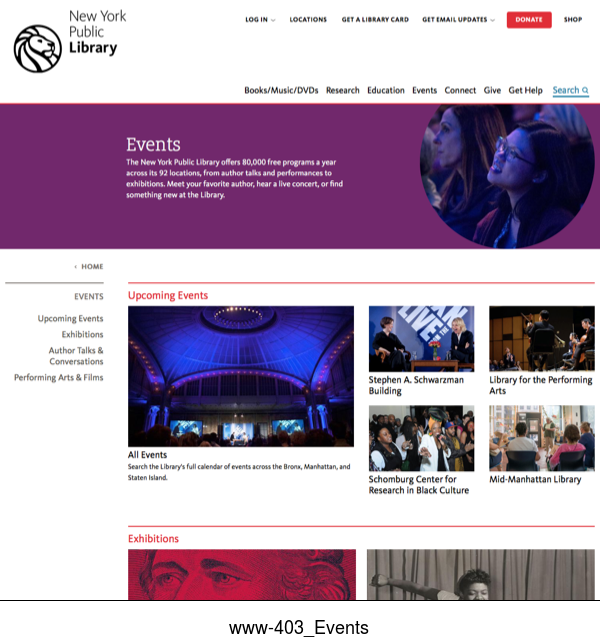 New York
Public
Library
LOG IN
LOCATIONS
GET A LIBRARY CARD
GET EMAIL UPDATES
DONATE
SHOP
Books/Music/DVDs Research Education Events Connect Give Get Help Search
Events
The New York Public Library offers 80,000 free programs a year
across its 92 locations, from author talks and performances to
exhibitions. Meet your favorite author, hear a live concert, or find
something new at the Library.
‹ HOME
EVENTS
Upcoming Events
Exhibitions
Author Talks &
Conversations
Performing Arts & Films
Upcoming Events
All Events
Search the Library's full calendar of events across the Bronx, Manhattan, and
Staten Island.
Stephen A. Schwarzman
Building
Library for the Performing
Arts
Schomburg Center for
Research in Black Culture
Mid-Manhattan Library
Exhibitions
www-403_Events